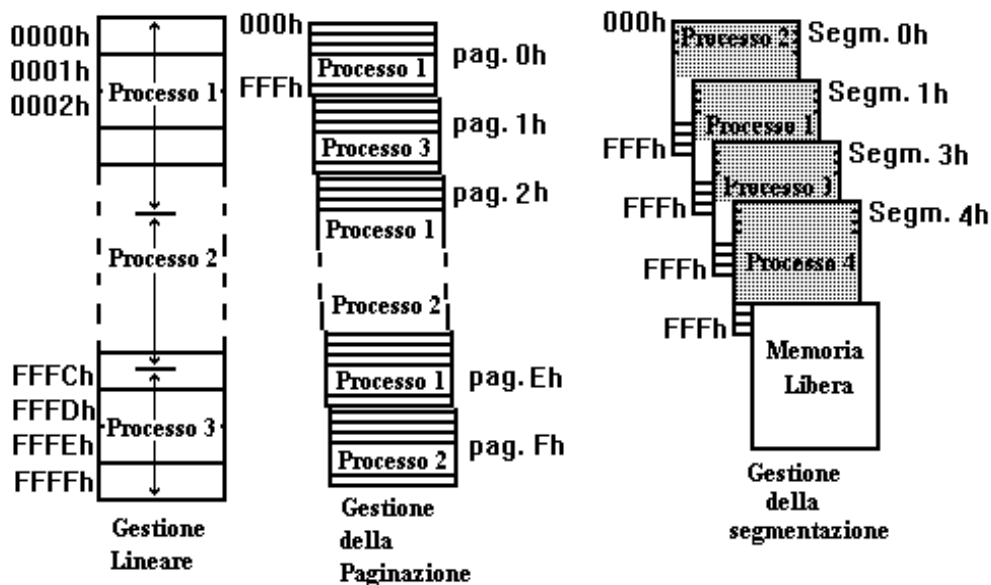 0000h
0001h
0002h
Processo 1
Processo 2
FFFCh
FFFDh
FFFEh
FFFFh
Processo 3
Gestione
Lineare
000h
FFFh
Processo 1
pag. 0h
Processo 3
pag. 1h
Processo 1
pag. 2h
Processo 2
Processo 1
pag. Eh
Processo 2
pag. Fh
Gestione
della
Paginazione
000h
Processo 2
Segm. 0h
FFFh
Processo 1
Segm. 1h
FFFh
Processo 3
Segm. 3h
FFFh
Processo 4
Segm. 4h
FFFh
Memoria
Libera
Gestione
della
segmentazione